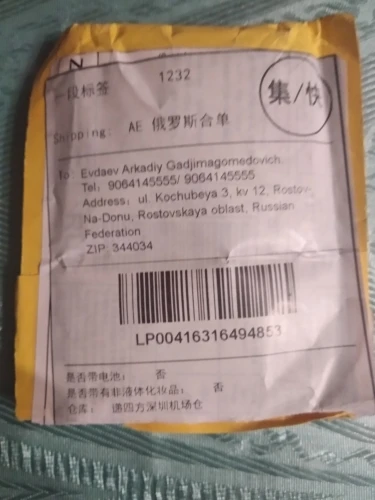 N
1232
段标签
集/快
Shipping: AE 俄罗斯合单
To: Evdaev Arkadiy Gadjimagomedovich
Tel: 9064145555/ 9064145555
Address: ul. Kochubeya 3, kv 12, Rostov-
Na-Donu, Rostovskaya oblast, Russian
Federation
ZIP: 344034
LP00416316494853
是否带电池: 否
是否带有非液体化妆品: 否
仓库: 递四方深圳机场仓